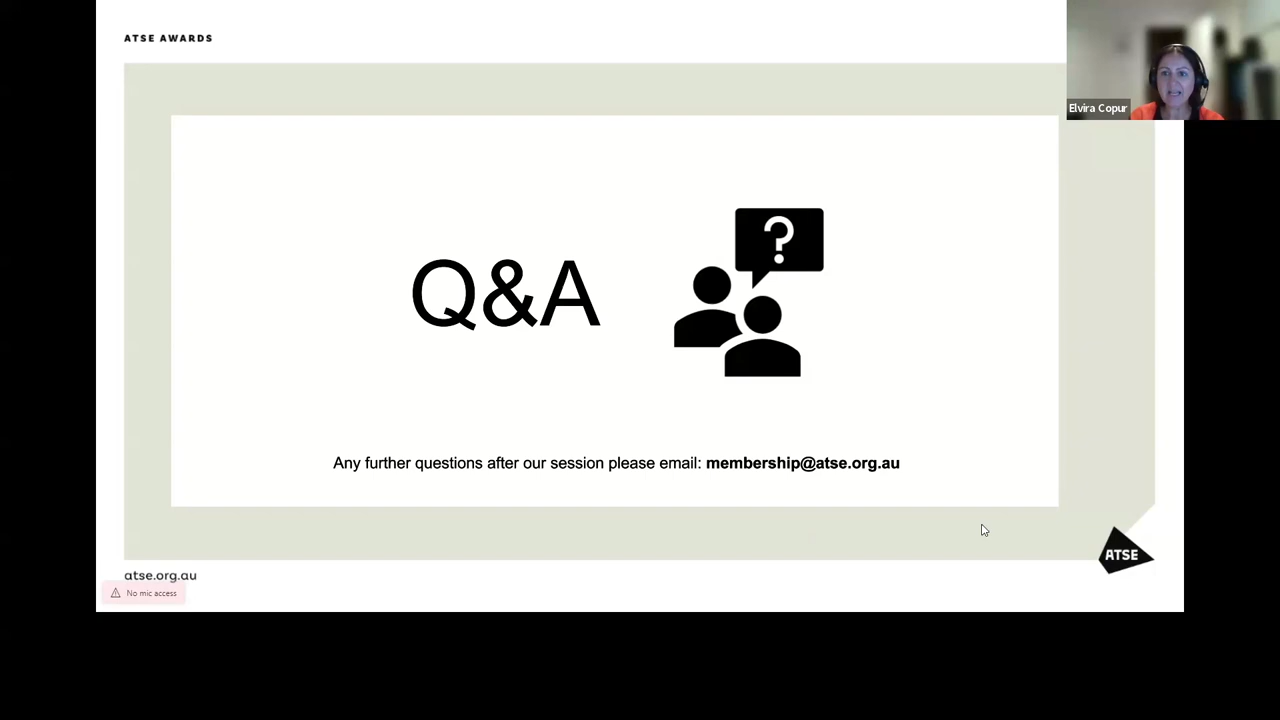 ATSE AWARDS
Elvira Copur
?
Q&A
Any further questions after our session please email: membership@atse.org.au
ATSE
atse.org.au
No mic access